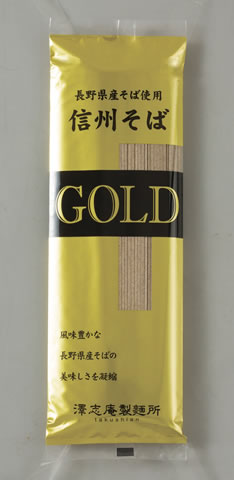 長野県産そば使用
信州そば
GOLD
風味豊かな
長野県産そばの
美味しさを凝縮
澤志庵製麺所
takushian